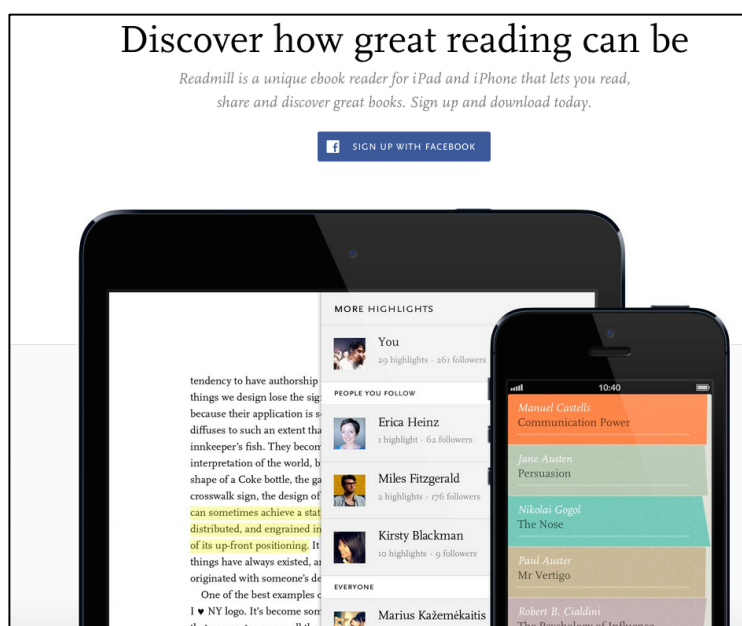 Discover how great reading can be
Readmill is a unique ebook reader for iPad and iPhone that lets you read,
share and discover great books. Sign up and download today.
SIGN UP WITH FACEBOOK
tendency to have authorship
things we design lose the sig
because their application is s
diffuses to such an extent tha
innkeeper's fish. They becom
interpretation of the world, b
shape of a Coke bottle, the ga
crosswalk sign, the design of
can sometimes achieve a stat
distributed, and engrained in
of its up-front positioning. It
things have always existed, a
originated with someone's de
One of the best examples o
I ♥ NY logo. It's become som
MORE HIGHLIGHTS
You
29 highlights · 261 followers
PEOPLE YOU FOLLOW
Erica Heinz
1 highlight · 62 followers
Miles Fitzgerald
2 highlights · 176 followers
Kirsty Blackman
10 highlights · 9 followers
EVERYONE
Marius Kažemėkaitis
10:40
Manuel Castells
Communication Power
Jane Austen
Persuasion
Nikolai Gogol
The Nose
Paul Auster
Mr Vertigo
Robert B. Cialdini
The Psychology of Influence